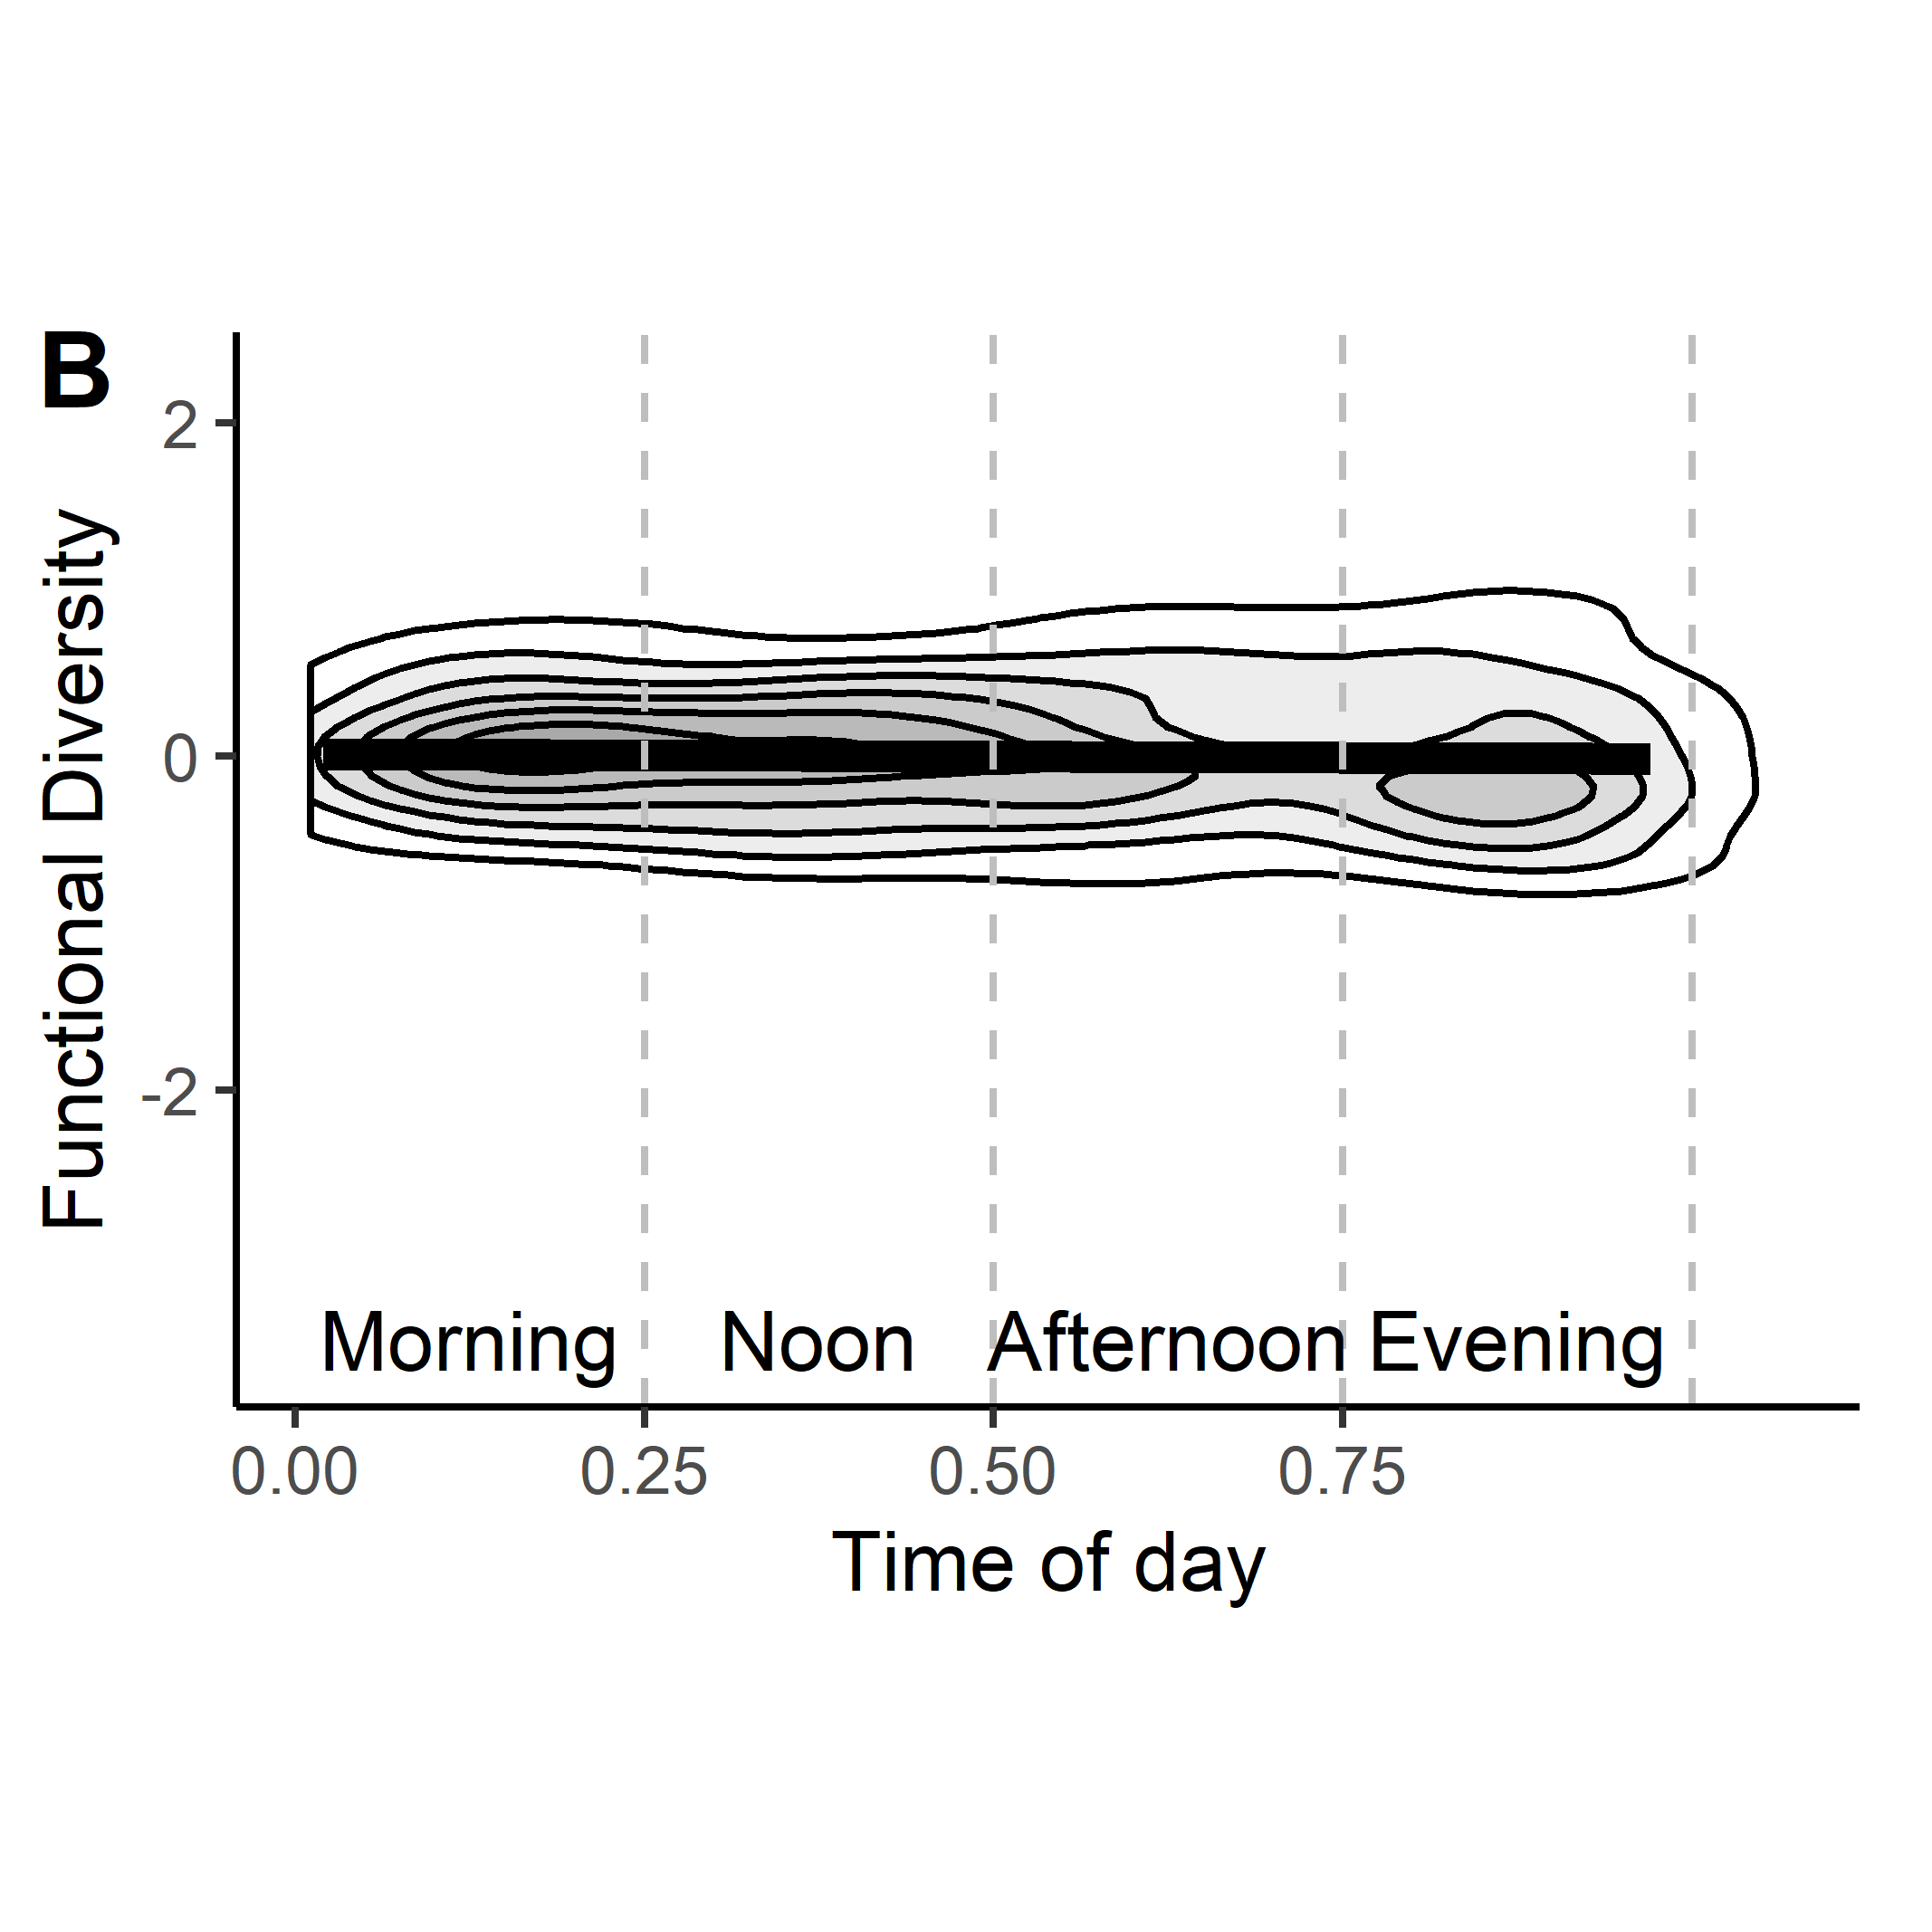 B
Functional Diversity
2
0
-2
Morning Noon Afternoon Evening
0.00 0.25 0.50 0.75
Time of day